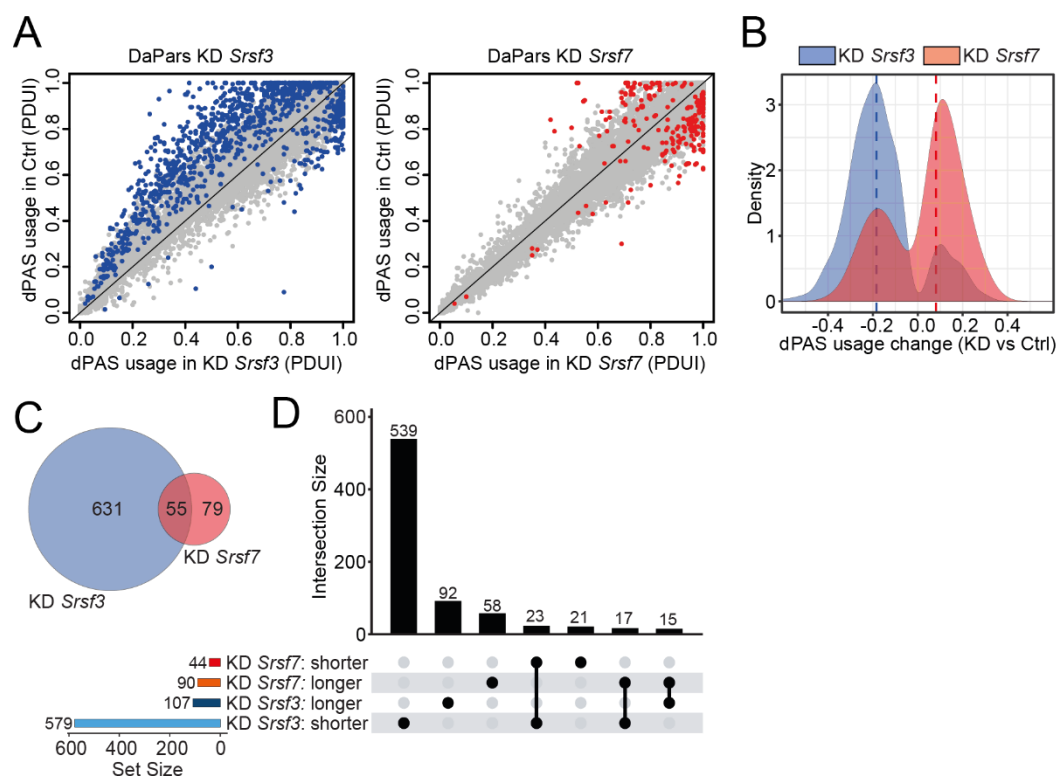 A
B
DaPars KD Srsf3
DaPars KD Srsf7
KD Srsf3 KD Srsf7
dPAS usage in Ctrl (PDUI)
0.0 0.2 0.4 0.6 0.8 1.0
0.0 0.2 0.4 0.6 0.8 1.0
dPAS usage in KD Srsf3 (PDUI)
dPAS usage in Ctrl (PDUI)
0.0 0.2 0.4 0.6 0.8 1.0
0.0 0.2 0.4 0.6 0.8 1.0
dPAS usage in KD Srsf7 (PDUI)
Density
3
2
1
0
-0.4 -0.2 0.0 0.2 0.4
dPAS usage change (KD vs Ctrl)
C
D
631 55 79
KD Srsf7
KD Srsf3
Intersection Size
600
400
200
0
539
92
58
23
21
17
15
44 KD Srsf7: shorter
90 KD Srsf7: longer
107 KD Srsf3: longer
579 KD Srsf3: shorter
600 400 200 0
Set Size